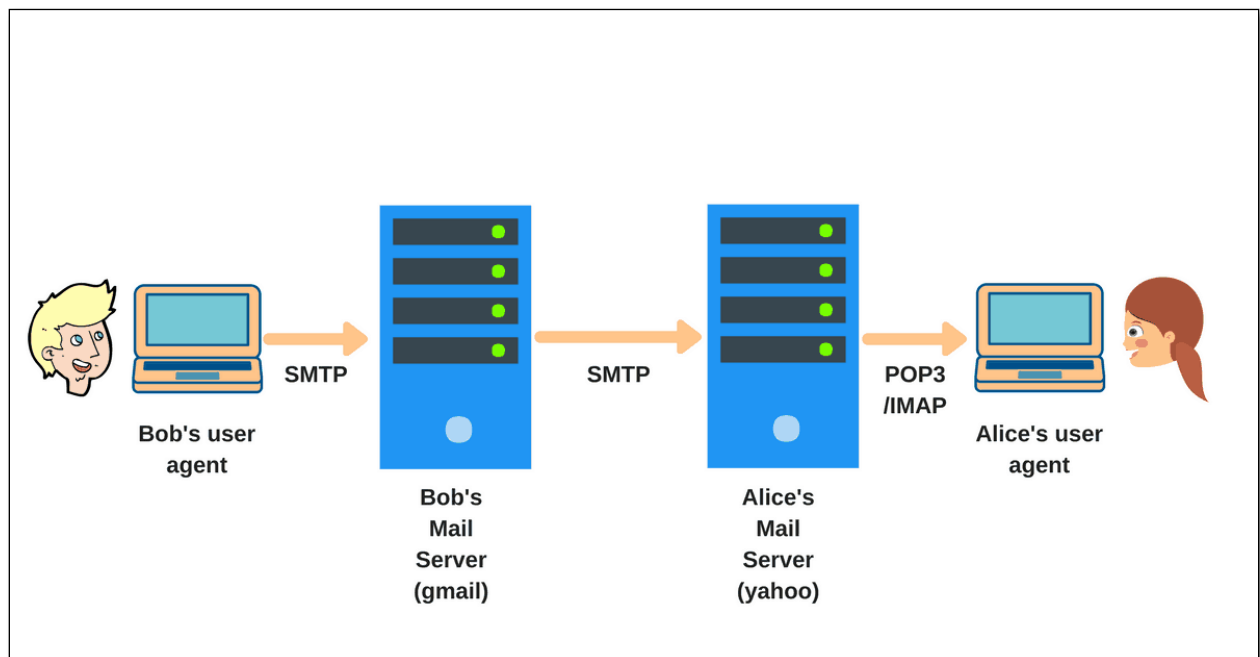 SMTP
SMTP
POP3
/IMAP
Bob's user
agent
Alice's user
agent
Bob's
Mail
Server
(gmail)
Alice's
Mail
Server
(yahoo)